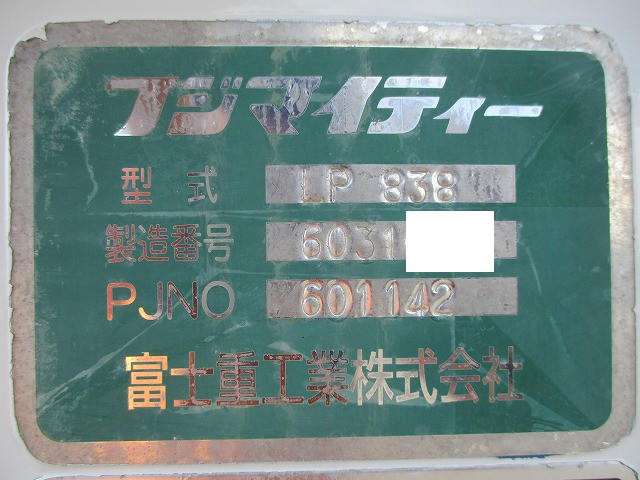 フジマイティー
型式 LP 838
製造番号 6031
PJNO 601142
富士重工業株式会社